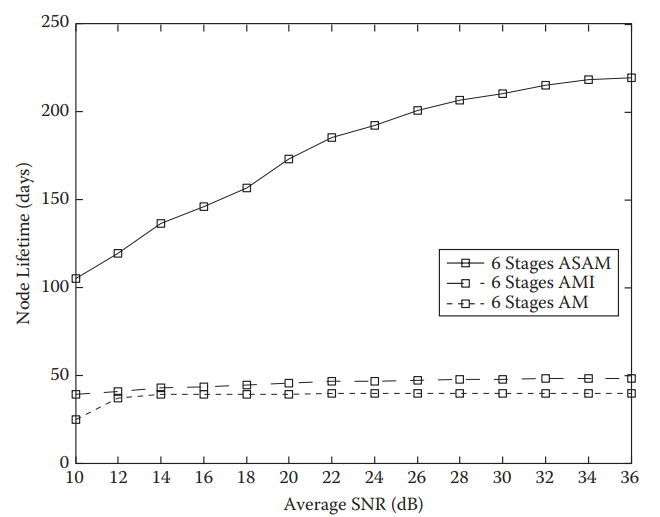 250
200
150
100
50
0
Node Lifetime (days)
6 Stages ASAM
6 Stages AMI
6 Stages AM
10 12 14 16 18 20 22 24 26 28 30 32 34 36
Average SNR (dB)